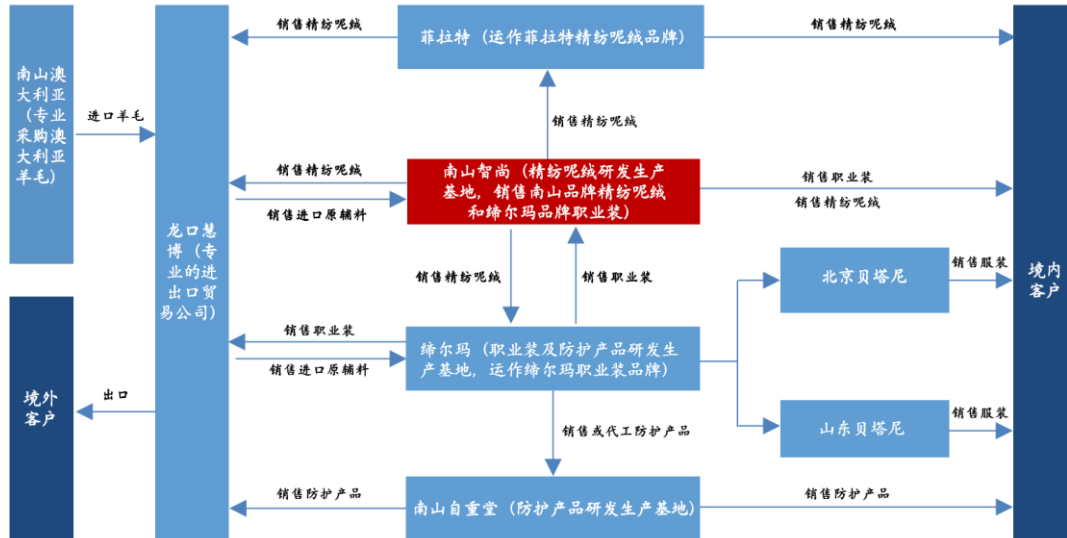 销售精纺呢绒
菲拉特（运作菲拉特精纺呢绒品牌）
销售精纺呢绒
南山澳
大利亚
（专业
采购澳
大利亚
羊毛）
进口羊毛
销售精纺呢绒
销售精纺呢绒
南山智尚（精纺呢绒研发生产
基地，销售南山品牌精纺呢绒
和缔尔玛品牌职业装）
销售职业装
销售精纺呢绒
销售进口原辅料
龙口慧
博（专
业的进
出口贸
易公司）
销售精纺呢绒
销售职业装
北京贝塔尼
销售服装
境内
客户
销售职业装
缔尔玛（职业装及防护产品研发生
产基地，运作缔尔玛职业装品牌）
销售进口原辅料
境外
客户
出口
销售或代工防护产品
山东贝塔尼
销售服装
销售防护产品
南山自重堂（防护产品研发生产基地）
销售防护产品